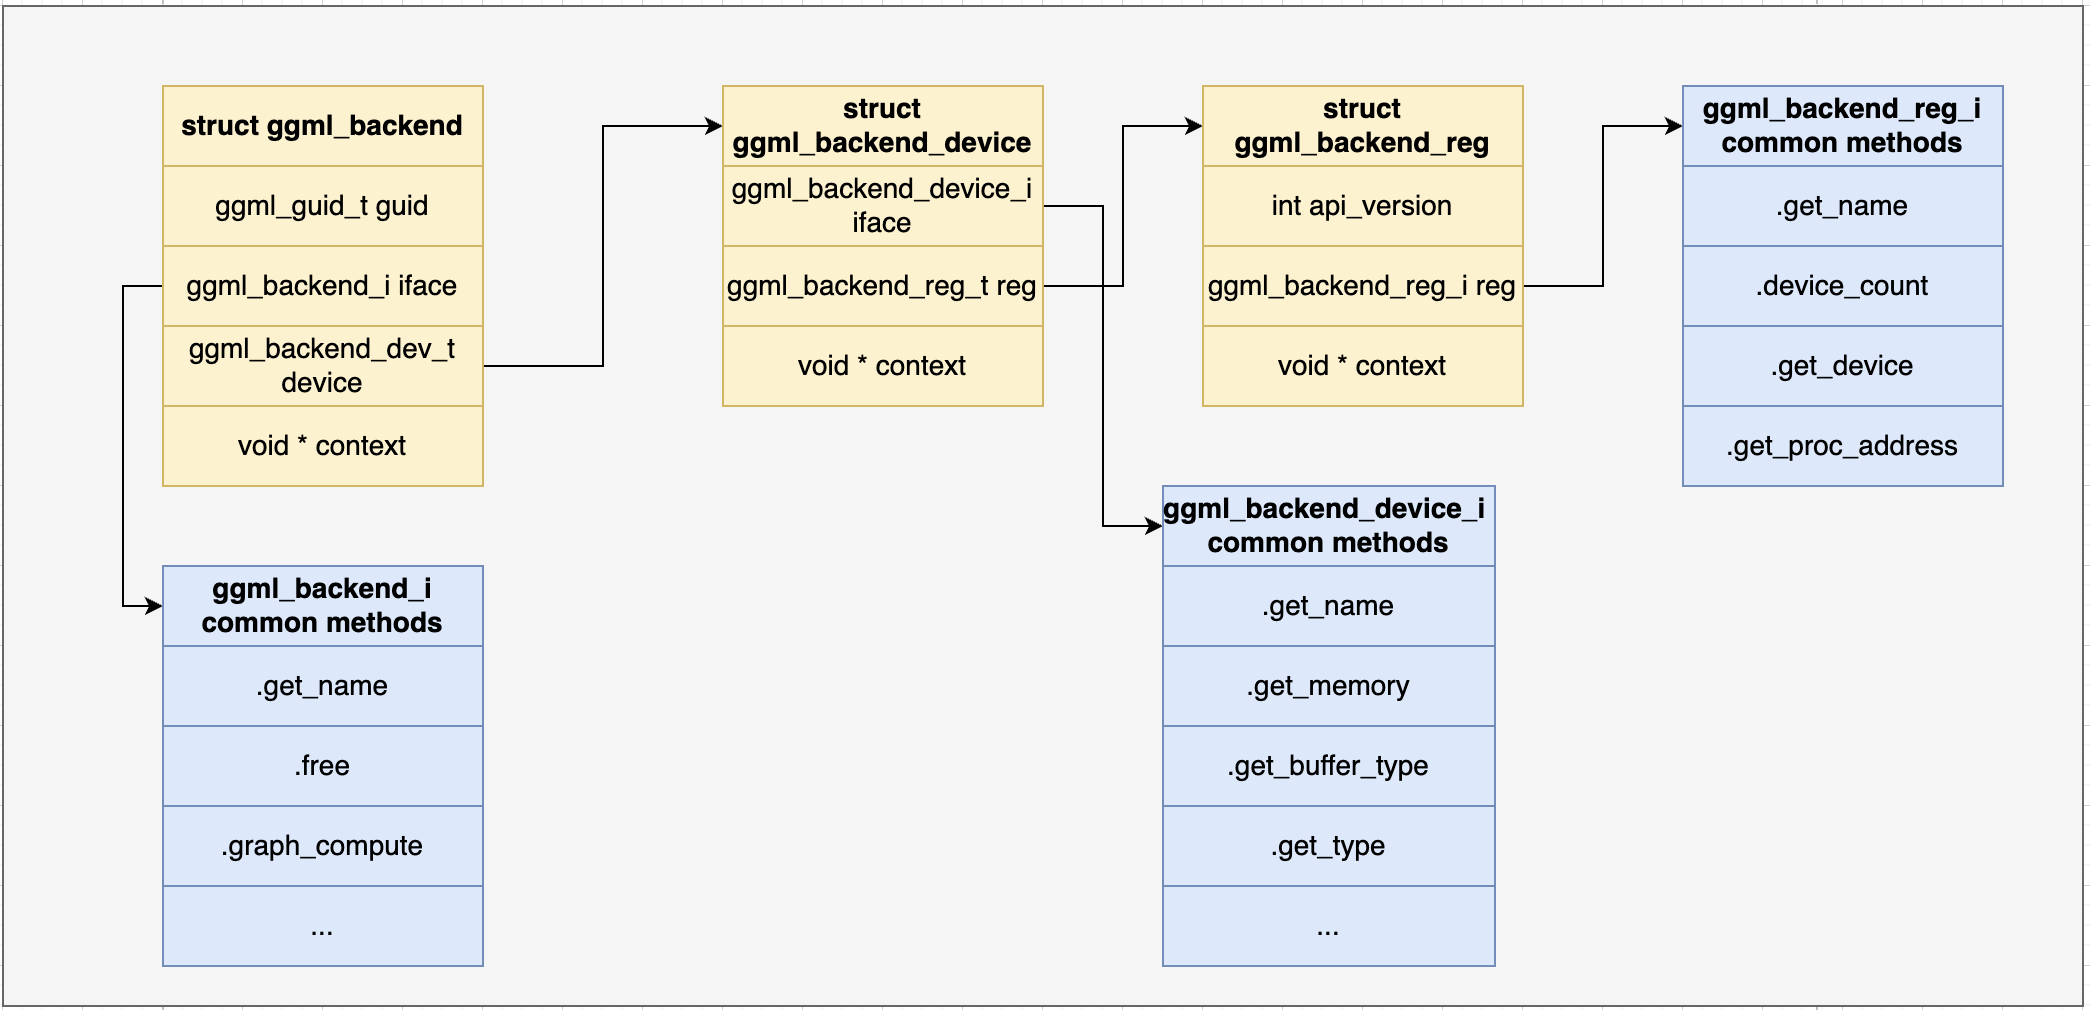 struct ggml_backend
ggml_guid_t guid
ggml_backend_i iface
ggml_backend_dev_t
device
void * context
struct
ggml_backend_device
ggml_backend_device_i
iface
ggml_backend_reg_t reg
void * context
struct
ggml_backend_reg
int api_version
ggml_backend_reg_i reg
void * context
ggml_backend_reg_i
common methods
.get_name
.device_count
.get_device
.get_proc_address
ggml_backend_i
common methods
.get_name
.free
.graph_compute
...
ggml_backend_device_i
common methods
.get_name
.get_memory
.get_buffer_type
.get_type
...